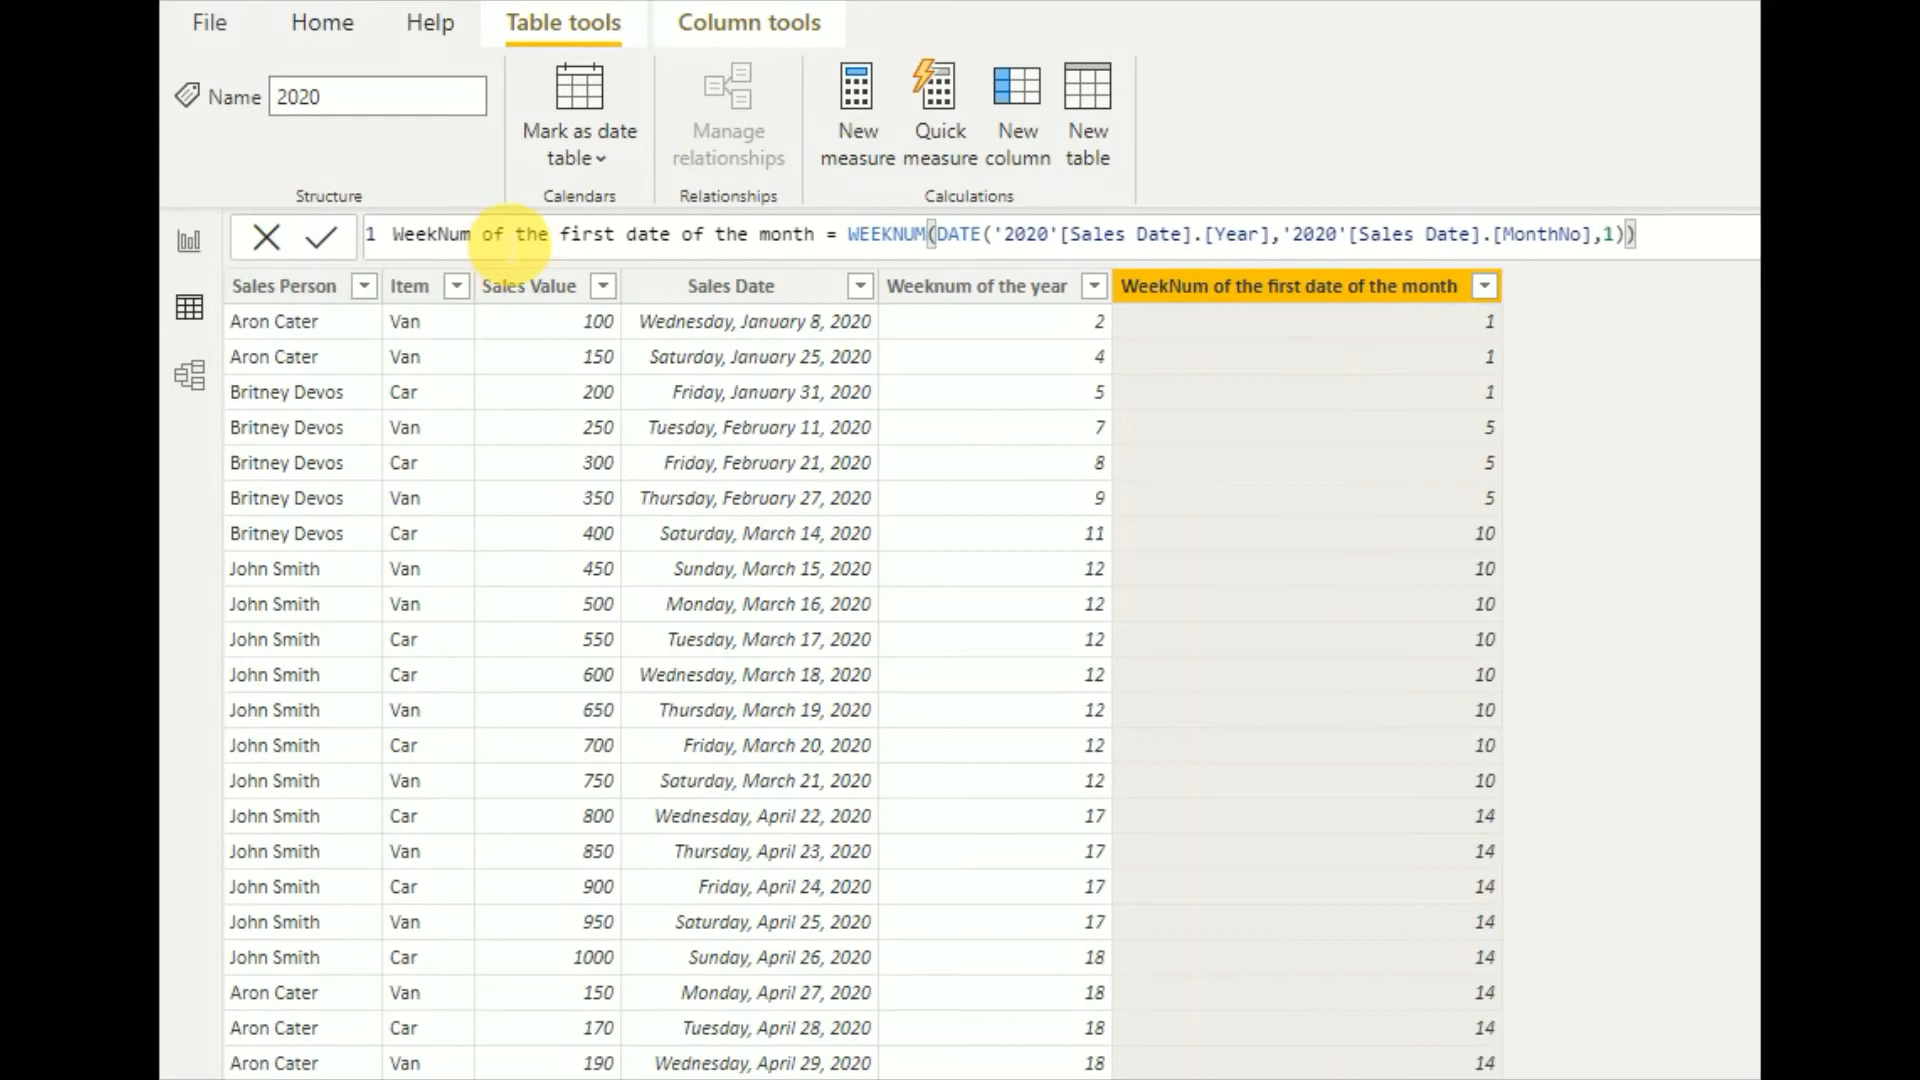 File Home Help Table tools Column tools
Name 2020
Mark as date table
Manage relationships
New measure
Quick measure
New column
New table
Structure Calendars Relationships Calculations
1 WeekNum of the first date of the month = WEEKNUM(DATE('2020'[Sales Date].[Year],'2020'[Sales Date].[MonthNo],1))
Sales Person Item Sales Value Sales Date Weeknum of the year WeekNum of the first date of the month
Aron Cater Van 100 Wednesday, January 8, 2020 2 1
Aron Cater Van 150 Saturday, January 25, 2020 4 1
Britney Devos Car 200 Friday, January 31, 2020 5 1
Britney Devos Van 250 Tuesday, February 11, 2020 7 5
Britney Devos Car 300 Friday, February 21, 2020 8 5
Britney Devos Van 350 Thursday, February 27, 2020 9 5
Britney Devos Car 400 Saturday, March 14, 2020 11 10
John Smith Van 450 Sunday, March 15, 2020 12 10
John Smith Van 500 Monday, March 16, 2020 12 10
John Smith Car 550 Tuesday, March 17, 2020 12 10
John Smith Car 600 Wednesday, March 18, 2020 12 10
John Smith Van 650 Thursday, March 19, 2020 12 10
John Smith Car 700 Friday, March 20, 2020 12 10
John Smith Van 750 Saturday, March 21, 2020 12 10
John Smith Car 800 Wednesday, April 22, 2020 17 14
John Smith Van 850 Thursday, April 23, 2020 17 14
John Smith Car 900 Friday, April 24, 2020 17 14
John Smith Van 950 Saturday, April 25, 2020 17 14
John Smith Car 1000 Sunday, April 26, 2020 18 14
Aron Cater Van 150 Monday, April 27, 2020 18 14
Aron Cater Car 170 Tuesday, April 28, 2020 18 14
Aron Cater Van 190 Wednesday, April 29, 2020 18 14